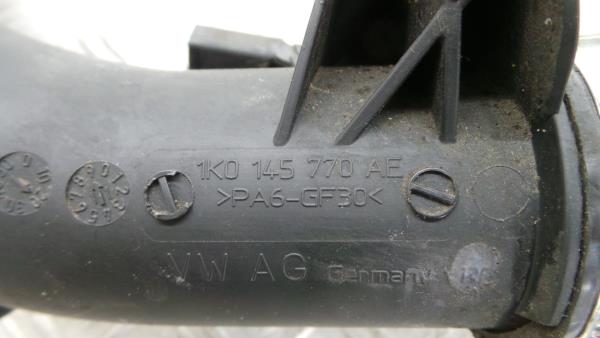 1K0 145 770 AE
>PA6-GF30<
VW AG Germany